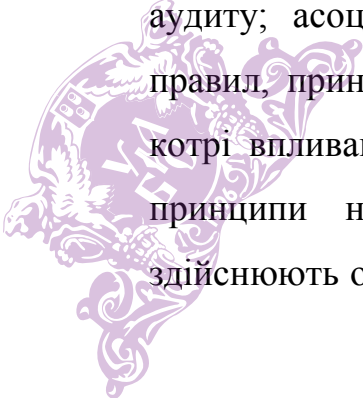 аудиту; асоц
правил, прин
котрі вплива
принципи н
здійснюють о